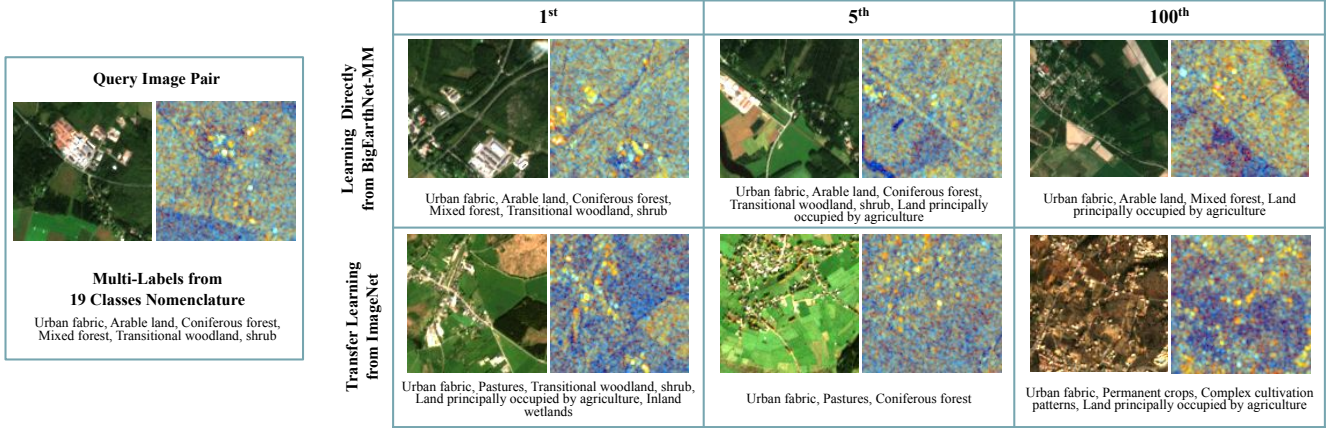 Query Image Pair
Multi-Labels from
19 Classes Nomenclature
Urban fabric, Arable land, Coniferous forest,
Mixed forest, Transitional woodland, shrub
1st
5th
100th
Learning Directly
from BigEarthNet-MM
Urban fabric, Arable land, Coniferous forest,
Mixed forest, Transitional woodland, shrub
Urban fabric, Arable land, Coniferous forest,
Transitional woodland, shrub, Land principally
occupied by agriculture
Urban fabric, Arable land, Mixed forest, Land
principally occupied by agriculture
Transfer Learning
from ImageNet
Urban fabric, Pastures, Transitional woodland, shrub,
Land principally occupied by agriculture, Inland
wetlands
Urban fabric, Pastures, Coniferous forest
Urban fabric, Permanent crops, Complex cultivation
patterns, Land principally occupied by agriculture